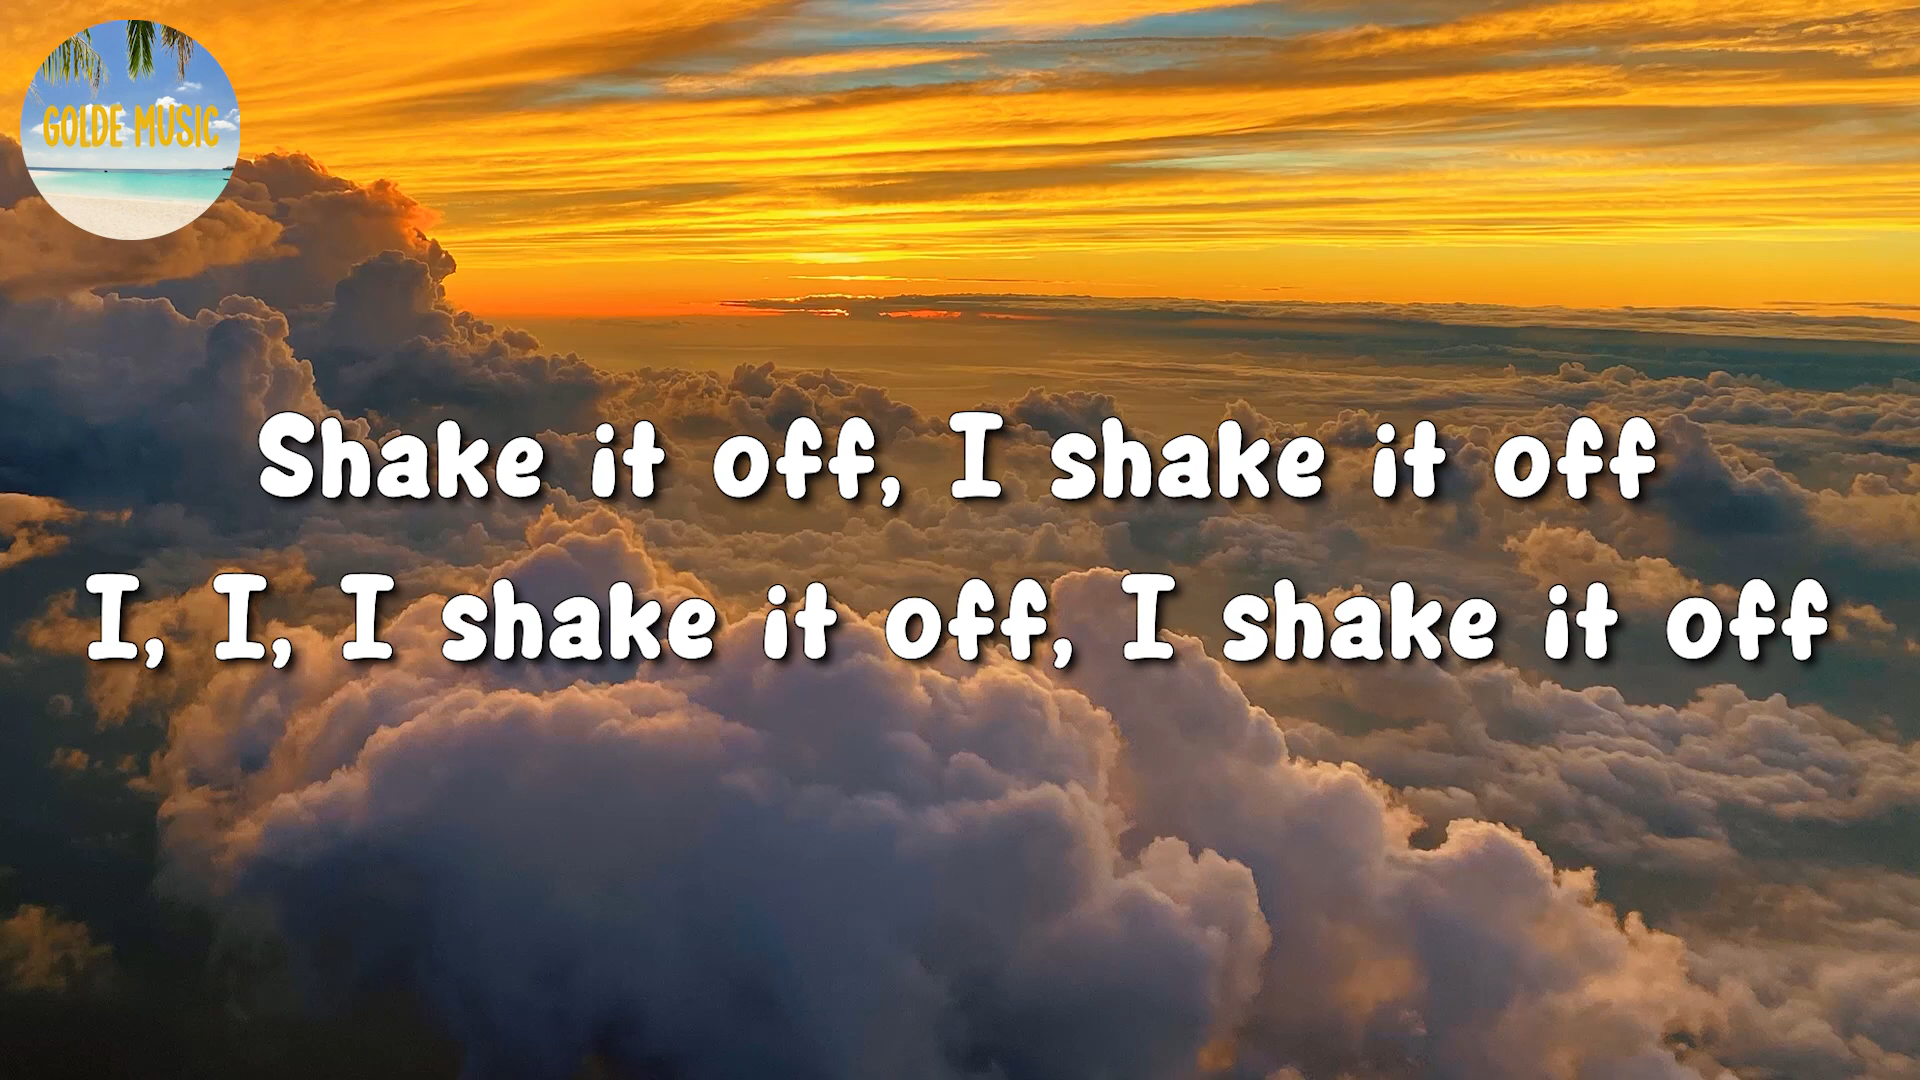 GOLDE MUSIC
Shake it off, I shake it off
I, I, I shake it off, I shake it off